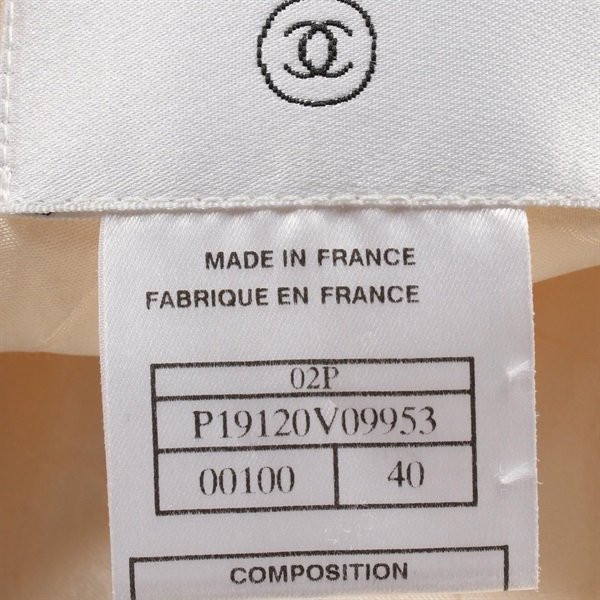 MADE IN FRANCE
FABRIQUE EN FRANCE
02P
P19120V09953
00100 40
COMPOSITION